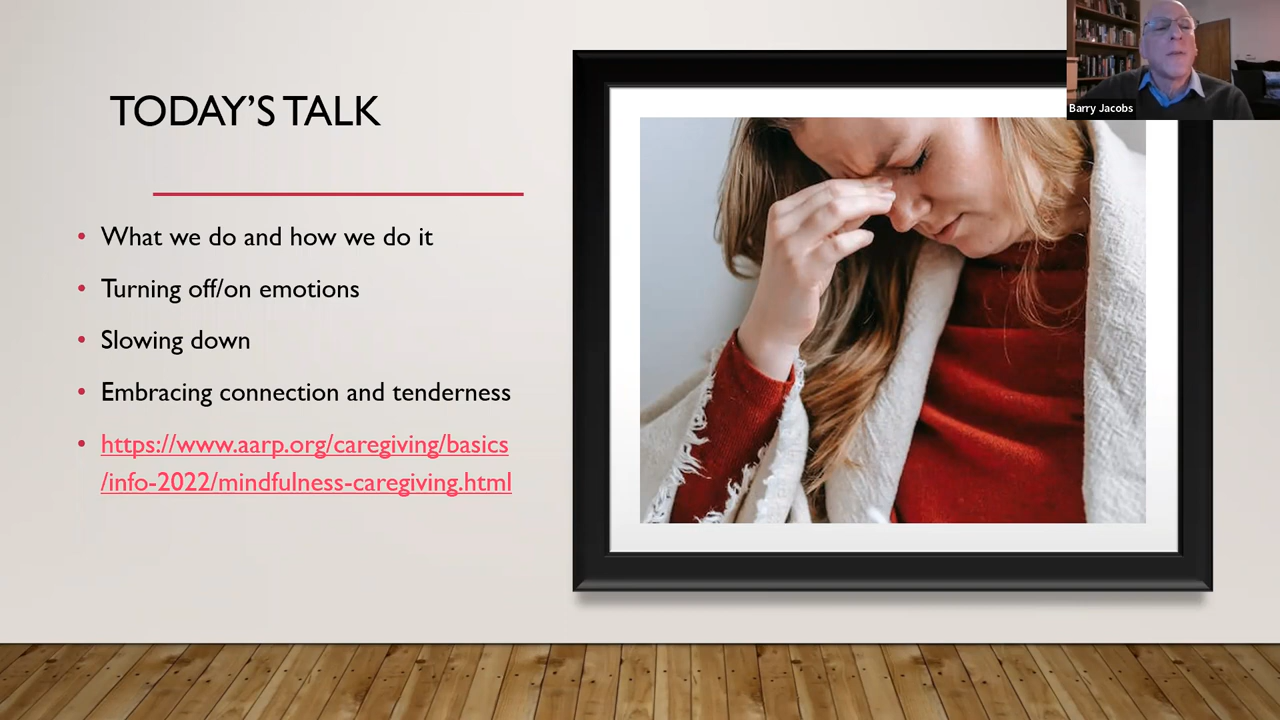 TODAY'S TALK
• What we do and how we do it
• Turning off/on emotions
• Slowing down
• Embracing connection and tenderness
• https://www.aarp.org/caregiving/basics
/info-2022/mindfulness-caregiving.html
Barry Jacobs